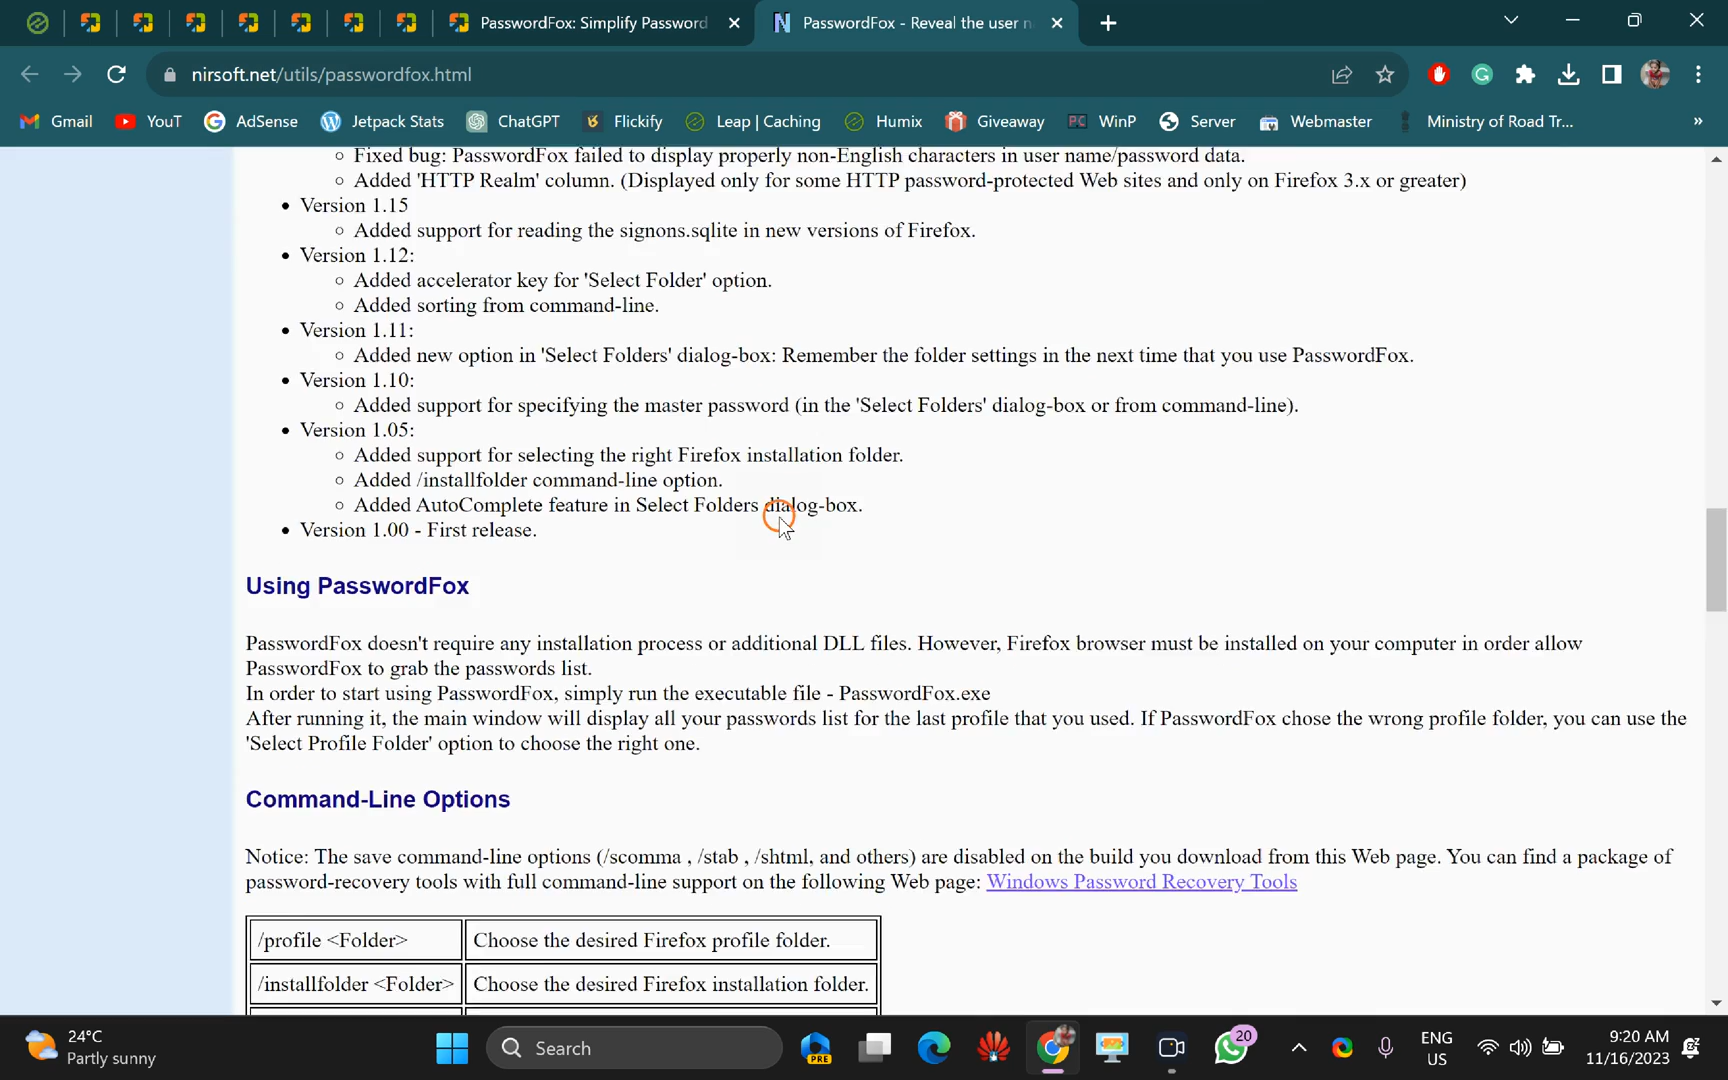 PasswordFox: Simplify Password
PasswordFox - Reveal the user n
nirsoft.net/utils/passwordfox.html
Gmail YouT AdSense Jetpack Stats ChatGPT Flickify Leap | Caching Humix Giveaway WinP Server Webmaster Ministry of Road Tr... »
Fixed bug: PasswordFox failed to display properly non-English characters in user name/password data.
Added 'HTTP Realm' column. (Displayed only for some HTTP password-protected Web sites and only on Firefox 3.x or greater)
Version 1.15
Added support for reading the signons.sqlite in new versions of Firefox.
Version 1.12:
Added accelerator key for 'Select Folder' option.
Added sorting from command-line.
Version 1.11:
Added new option in 'Select Folders' dialog-box: Remember the folder settings in the next time that you use PasswordFox.
Version 1.10:
Added support for specifying the master password (in the 'Select Folders' dialog-box or from command-line).
Version 1.05:
Added support for selecting the right Firefox installation folder.
Added /installfolder command-line option.
Added AutoComplete feature in Select Folders dialog-box.
Version 1.00 - First release.
Using PasswordFox
PasswordFox doesn't require any installation process or additional DLL files. However, Firefox browser must be installed on your computer in order allow
PasswordFox to grab the passwords list.
In order to start using PasswordFox, simply run the executable file - PasswordFox.exe
After running it, the main window will display all your passwords list for the last profile that you used. If PasswordFox chose the wrong profile folder, you can use the
'Select Profile Folder' option to choose the right one.
Command-Line Options
Notice: The save command-line options (/scomma , /stab , /shtml, and others) are disabled on the build you download from this Web page. You can find a package of
password-recovery tools with full command-line support on the following Web page: Windows Password Recovery Tools
/profile <Folder> Choose the desired Firefox profile folder.
/installfolder <Folder> Choose the desired Firefox installation folder.
24°C
Partly sunny
Search
PRE
20
ENG
US
9:20 AM
11/16/2023